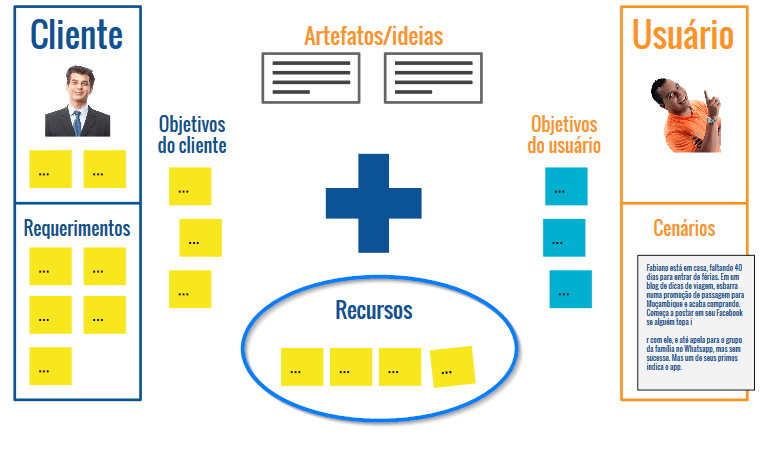 Cliente
...
...
Requerimentos
...
...
...
...
...
Objetivos
do cliente
...
...
...
Artefatos/ideias
Recursos
...
...
...
...
Objetivos
do usuário
...
...
...
Usuário
Cenários
Fabiano está em casa, faltando 40
dias para entrar de férias. Em um
blog de dicas de viagem, esbarra
numa promoção de passagem para
Moçambique e acaba comprando.
Começa a postar em seu Facebook
se alguém topa i
r com ele, e até apela para o grupo
da família no Whatsapp, mas sem
sucesso. Mas um de seus primos
indica o app.